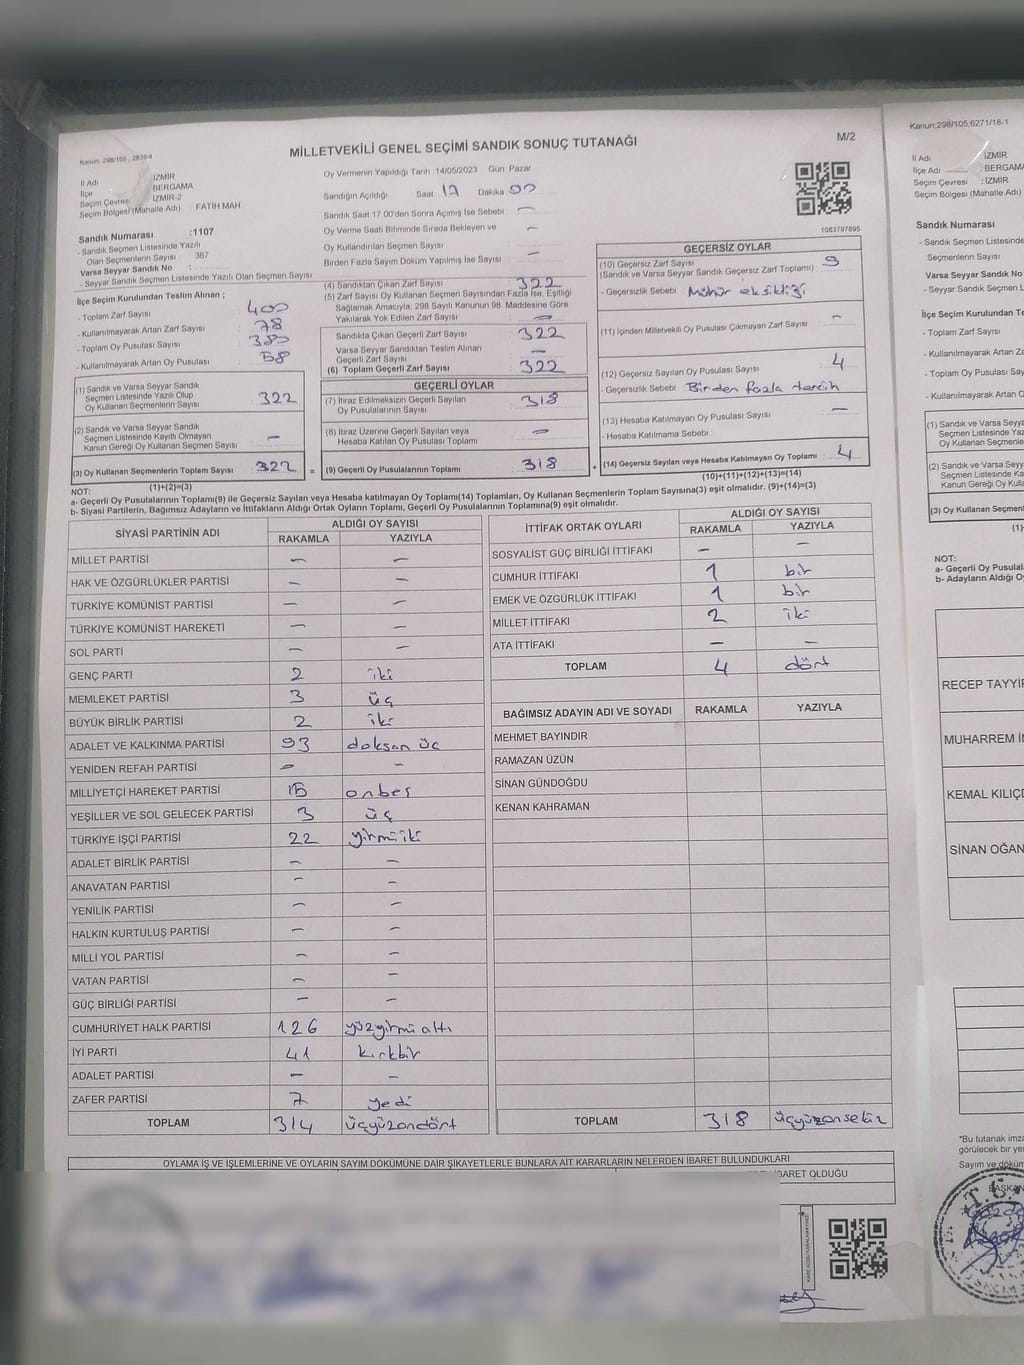 Kanun; 298/105 , 2839-4
MİLLETVEKİLİ GENEL SEÇİMİ SANDIK SONUÇ TUTANAĞI
M/2
İl Adı İZMİR
İlçe BERGAMA
Seçim Çevresi İZMİR-2
Seçim Bölgesi (Mahalle Adı) FATİH MAH
Sandık Numarası :1107
- Sandık Seçmen Listesinde Yazılı
Olan Seçmenlerin Sayısı 367
Varsa Seyyar Sandık No :
- Seyyar Sandık Seçmen Listesinde Yazılı Olan Seçmen Sayısı
İlçe Seçim Kurulundan Teslim Alınan ;
- Toplam Zarf Sayısı 400
- Kullanılmayarak Artan Zarf Sayısı 78
- Toplam Oy Pusulası Sayısı 380
- Kullanılmayarak Artan Oy Pusulası 58
(1) Sandık ve Varsa Seyyar Sandık
Seçmen Listesinde Yazılı Olup
Oy Kullanan Seçmenlerin Sayısı 322
(2) Sandık ve Varsa Seyyar Sandık
Seçmen Listesinde Kayıtlı Olmayan
Kanun Gereği Oy Kullanan Seçmen Sayısı -
(3) Oy Kullanan Seçmenlerin Toplam Sayısı 322
(1)+(2)=(3)
Oy Vermenin Yapıldığı Tarih :14/05/2023 Gün Pazar
Sandığın Açıldığı Saat 17 Dakika 00
Sandık Saat 17.00'den Sonra Açımış İse Sebebi -
Oy Verme Saati Bitiminde Sırada Bekleyen ve -
Oy Kullandırılan Seçmen Sayısı
Birden Fazla Sayım Döküm Yapılmış İse Sayısı -
(4) Sandıktan Çıkan Zarf Sayısı 322
(5) Zarf Sayısı Oy Kullanan Seçmen Sayısından Fazla İse, Eşitliği
Sağlamak Amacıyla, 298 Sayılı Kanunun 98. Maddesine Göre
Yakılarak Yok Edilen Zarf Sayısı -
Sandıkta Çıkan Geçerli Zarf Sayısı 322
Varsa Seyyar Sandıktan Teslim Alınan
Geçerli Zarf Sayısı -
(6) Toplam Geçerli Zarf Sayısı 322
GEÇERLİ OYLAR
(7) İtiraz Edilmeksizin Geçerli Sayılan
Oy Pusulalarının Sayısı 318
(8) İtiraz Üzerine Geçerli Sayılan veya
Hesaba Katılan Oy Pusulası Toplamı -
= (9) Geçerli Oy Pusulalarının Toplamı 318 +
1083797895
GEÇERSİZ OYLAR
(10) Geçersiz Zarf Sayısı
(Sandık ve Varsa Seyyar Sandık Geçersiz Zarf Toplamı) : 9
- Geçersizlik Sebebi Mühür eksikliği
(11) İçinden Milletvekili Oy Pusulası Çıkmayan Zarf Sayısı -
(12) Geçersiz Sayılan Oy Pusulası Sayısı 4
- Geçersizlik Sebebi Birden fazla tercih
(13) Hesaba Katılmayan Oy Pusulası Sayısı -
- Hesaba Katılmama Sebebi :
(14) Geçersiz Sayılan veya Hesaba Katılmayan Oy Toplamı 4
(10)+(11)+(12)+(13)=(14)
NOT:
a- Geçerli Oy Pusulalarının Toplamı(9) ile Geçersiz Sayılan veya Hesaba katılmayan Oy Toplamı(14) Toplamları, Oy Kullanan Seçmenlerin Toplam Sayısına(3) eşit olmalıdır. (9)+(14)=(3)
b- Siyasi Partilerin, Bağımsız Adayların ve İttifakların Aldığı Ortak Oyların Toplamı, Geçerli Oy Pusulalarının Toplamına(9) eşit olmalıdır.
SİYASİ PARTİNİN ADI ALDIĞI OY SAYISI
RAKAMLA YAZIYLA
MİLLET PARTİSİ - -
HAK VE ÖZGÜRLÜKLER PARTİSİ - -
TÜRKİYE KOMÜNİST PARTİSİ - -
TÜRKİYE KOMÜNİST HAREKETİ - -
SOL PARTİ - -
GENÇ PARTİ 2 iki
MEMLEKET PARTİSİ 3 üç
BÜYÜK BİRLİK PARTİSİ 2 iki
ADALET VE KALKINMA PARTİSİ 93 doksan üç
YENİDEN REFAH PARTİSİ - -
MİLLİYETÇİ HAREKET PARTİSİ 15 onbeş
YEŞİLLER VE SOL GELECEK PARTİSİ 3 üç
TÜRKİYE İŞÇİ PARTİSİ 22 yirmiiki
ADALET BİRLİK PARTİSİ - -
ANAVATAN PARTİSİ - -
YENİLİK PARTİSİ - -
HALKIN KURTULUŞ PARTİSİ - -
MİLLİ YOL PARTİSİ - -
VATAN PARTİSİ - -
GÜÇ BİRLİĞİ PARTİSİ - -
CUMHURİYET HALK PARTİSİ 126 yüzyirmi altı
İYİ PARTİ 41 kırkbir
ADALET PARTİSİ - -
ZAFER PARTİSİ 7 yedi
TOPLAM 314 üçyüzondört
İTTİFAK ORTAK OYLARI ALDIĞI OY SAYISI
RAKAMLA YAZIYLA
SOSYALİST GÜÇ BİRLİĞİ İTTİFAKI - -
CUMHUR İTTİFAKI 1 bir
EMEK VE ÖZGÜRLÜK İTTİFAKI 1 bir
MİLLET İTTİFAKI 2 iki
ATA İTTİFAKI - -
TOPLAM 4 dört
BAĞIMSIZ ADAYIN ADI VE SOYADI RAKAMLA YAZIYLA
MEHMET BAYINDIR
RAMAZAN ÜZÜN
SİNAN GÜNDOĞDU
KENAN KAHRAMAN
TOPLAM 318 üçyüzonsekiz
OYLAMA İŞ VE İŞLEMLERİNE VE OYLARIN SAYIM DÖKÜMÜNE DAİR ŞİKAYETLERLE BUNLARA AİT KARARLARIN NELERDEN İBARET BULUNDUKLARI
İBARET OLDUĞU
Kanun;298/105,6271/18-1
İl Adı : İZMİR
İlçe Adı : BERGAMA
Seçim Çevresi : İZMİR
Seçim Bölgesi (Mahalle Adı)
Sandık Numarası
- Sandık Seçmen Listesinde
Seçmenlerin Sayısı
Varsa Seyyar Sandık No
- Seyyar Sandık Seçmen L
İlçe Seçim Kurulundan Te
- Toplam Zarf Sayısı
- Kullanılmayarak Artan Za
- Toplam Oy Pusulası Sayı
- Kullanılmayarak Artan O
(1) Sandık ve Varsa Seyya
Seçmen Listesinde Yaz
Oy Kullanan Seçmenle
(2) Sandık ve Varsa Seyy
Seçmen Listesinde Ka
Kanun Gereği Oy Kulla
(3) Oy Kullanan Seçmenl
(1)
NOT:
a- Geçerli Oy Pusulal
b- Adayların Aldığı O
RECEP TAYYİP
MUHARREM İN
KEMAL KILIÇD
SİNAN OĞAN
*Bu tutanak imza
görülecek bir ye
Sayım ve döküm
BAŞKAN
T.C.